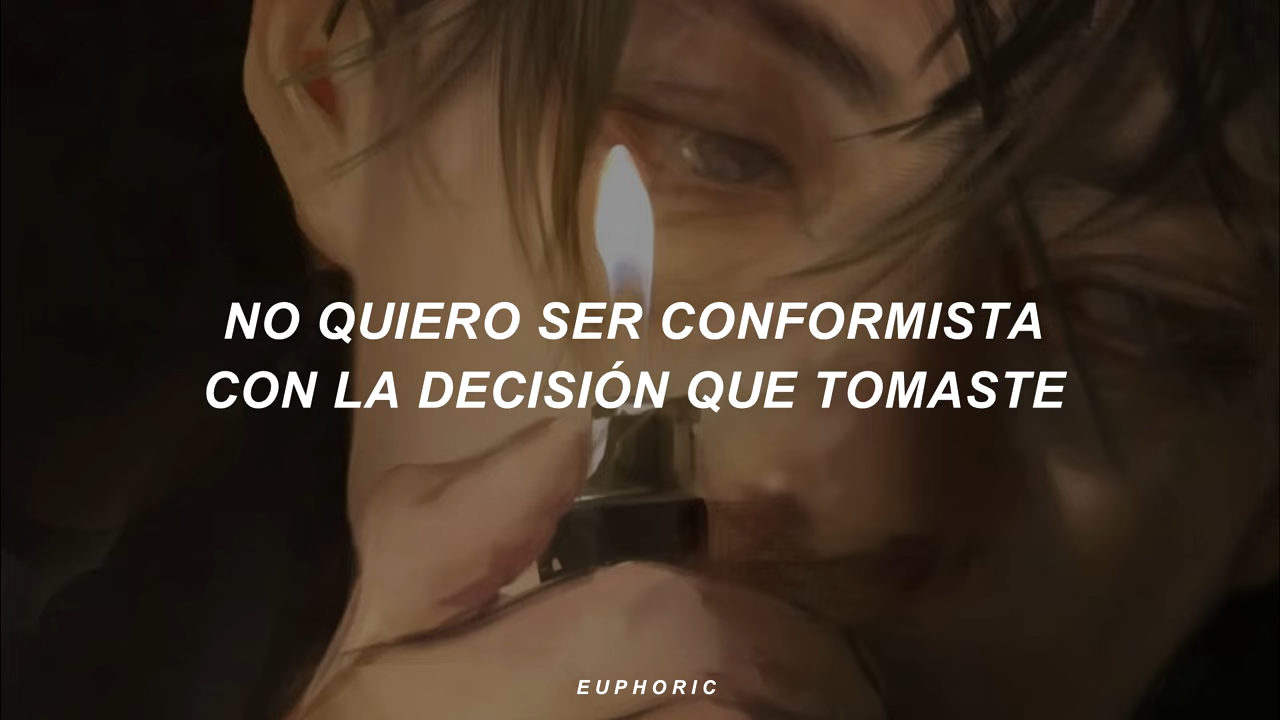 NO QUIERO SER CONFORMISTA
CON LA DECISIÓN QUE TOMASTE
EUPHORIC